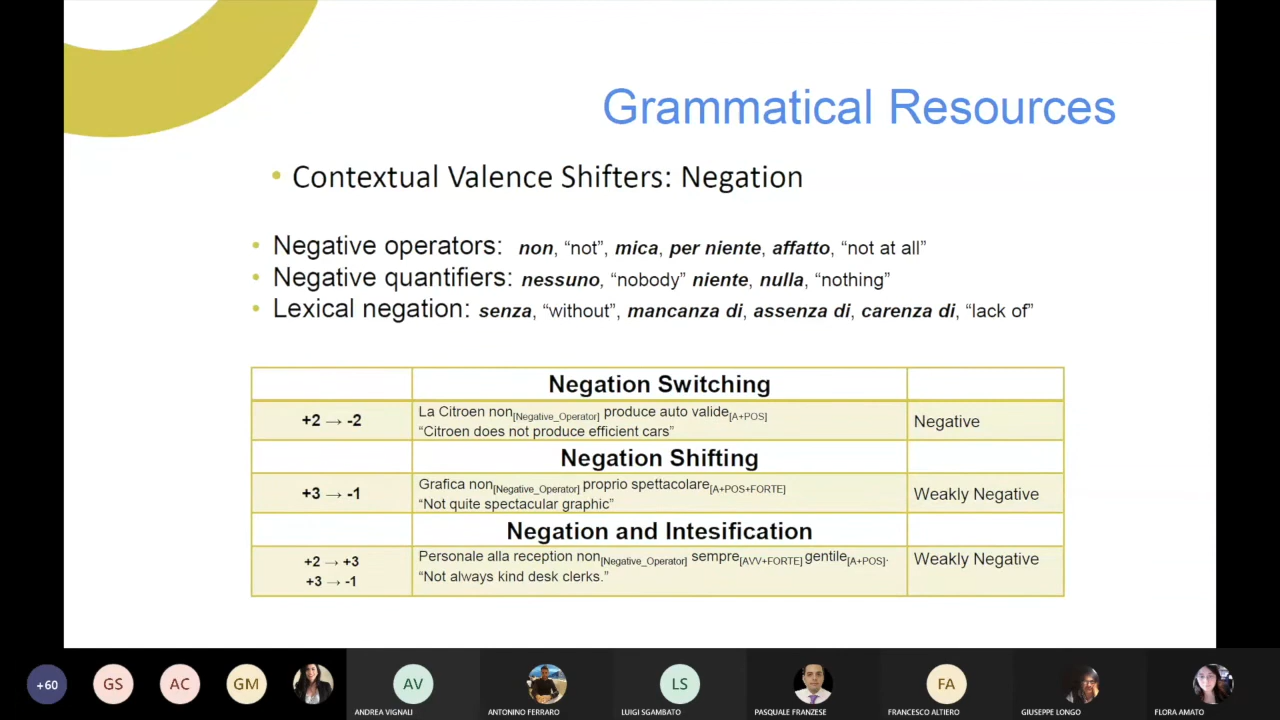 Grammatical Resources
• Contextual Valence Shifters: Negation
• Negative operators: non, “not”, mica, per niente, affatto, “not at all”
• Negative quantifiers: nessuno, “nobody” niente, nulla, “nothing”
• Lexical negation: senza, “without”, mancanza di, assenza di, carenza di, “lack of”
Negation Switching
+2 → -2
La Citroen non[Negative_Operator] produce auto valide[A+POS]
“Citroen does not produce efficient cars”
Negative
Negation Shifting
+3 → -1
Grafica non[Negative_Operator] proprio spettacolare[A+POS+FORTE]
“Not quite spectacular graphic”
Weakly Negative
Negation and Intesification
+2 → +3
+3 → -1
Personale alla reception non[Negative_Operator] sempre[AVV+FORTE] gentile[A+POS].
“Not always kind desk clerks.”
Weakly Negative
+60
GS
AC
GM
AV
ANDREA VIGNALI
ANTONINO FERRARO
LS
LUIGI SGAMBATO
PASQUALE FRANZESE
FA
FRANCESCO ALTIERO
GIUSEPPE LONGO
FLORA AMATO